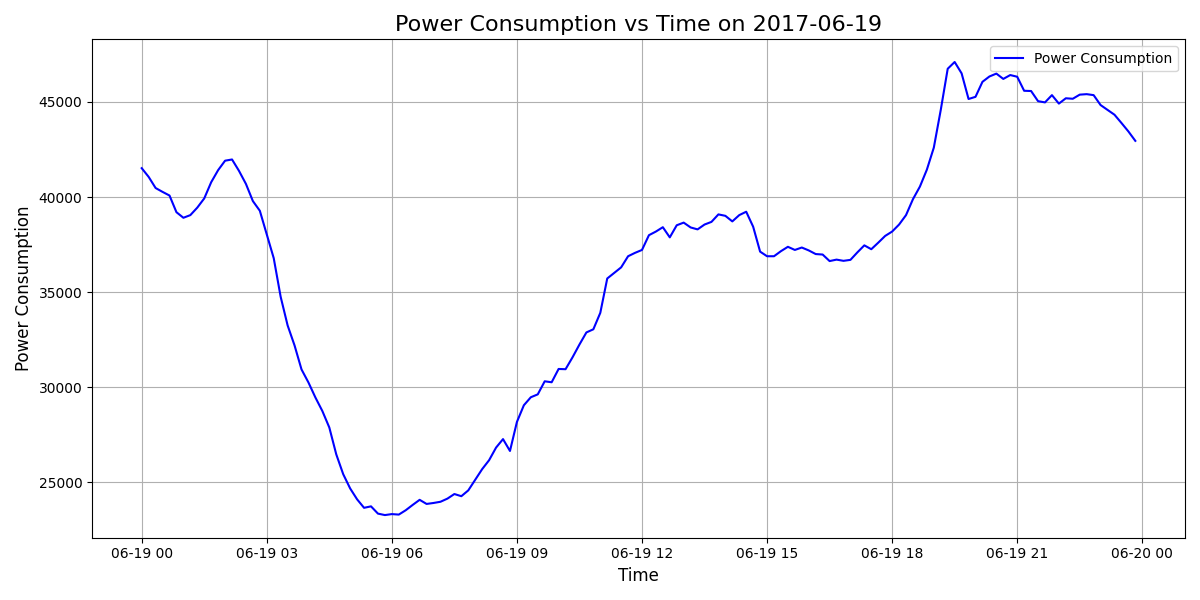 Power Consumption vs Time on 2017-06-19
Power Consumption
Power Consumption
45000
40000
35000
30000
25000
06-19 00 06-19 03 06-19 06 06-19 09 06-19 12 06-19 15 06-19 18 06-19 21 06-20 00
Time